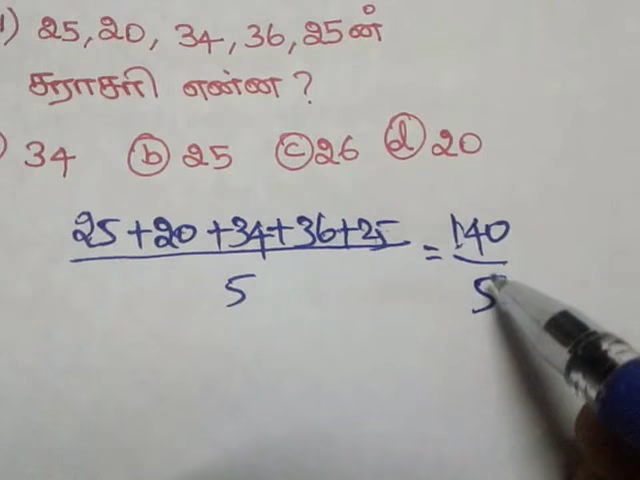 1) 25, 20, 34, 36, 25ன்
சராசரி என்ன?
) 34 b 25 c 26 d 20
25+20+34+36+25 = 140
5 5